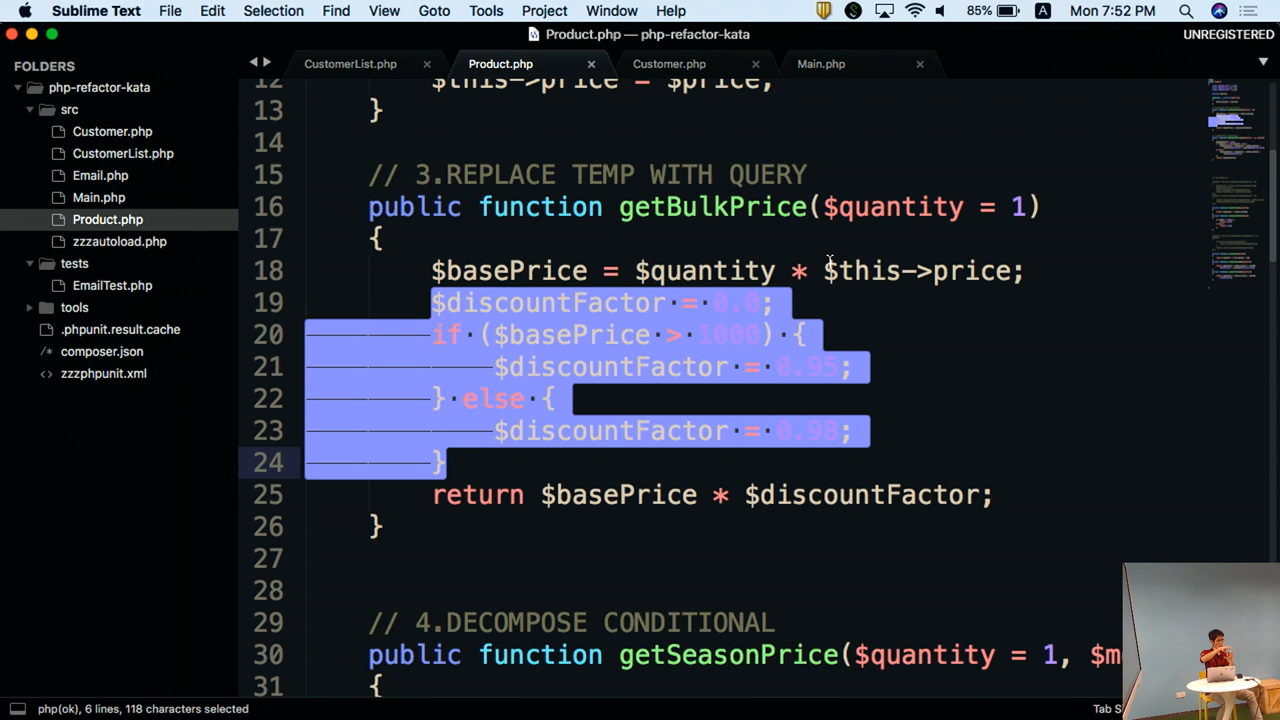 Sublime Text File Edit Selection Find View Goto Tools Project Window Help 85% A Mon 7:52 PM
Product.php — php-refactor-kata
UNREGISTERED
FOLDERS
php-refactor-kata
src
Customer.php
CustomerList.php
Email.php
Main.php
Product.php
zzzautoload.php
tests
EmailTest.php
tools
.phpunit.result.cache
composer.json
zzzphpunit.xml
CustomerList.php Product.php Customer.php Main.php
12 $this->price = $price;
13 }
14
15 // 3.REPLACE TEMP WITH QUERY
16 public function getBulkPrice($quantity = 1)
17 {
18 $basePrice = $quantity * $this->price;
19 $discountFactor = 0.0;
20 if ($basePrice > 1000) {
21 $discountFactor = 0.95;
22 } else {
23 $discountFactor = 0.98;
24 }
25 return $basePrice * $discountFactor;
26 }
27
28
29 // 4.DECOMPOSE CONDITIONAL
30 public function getSeasonPrice($quantity = 1,
31 {
php(ok), 6 lines, 118 characters selected
Tab